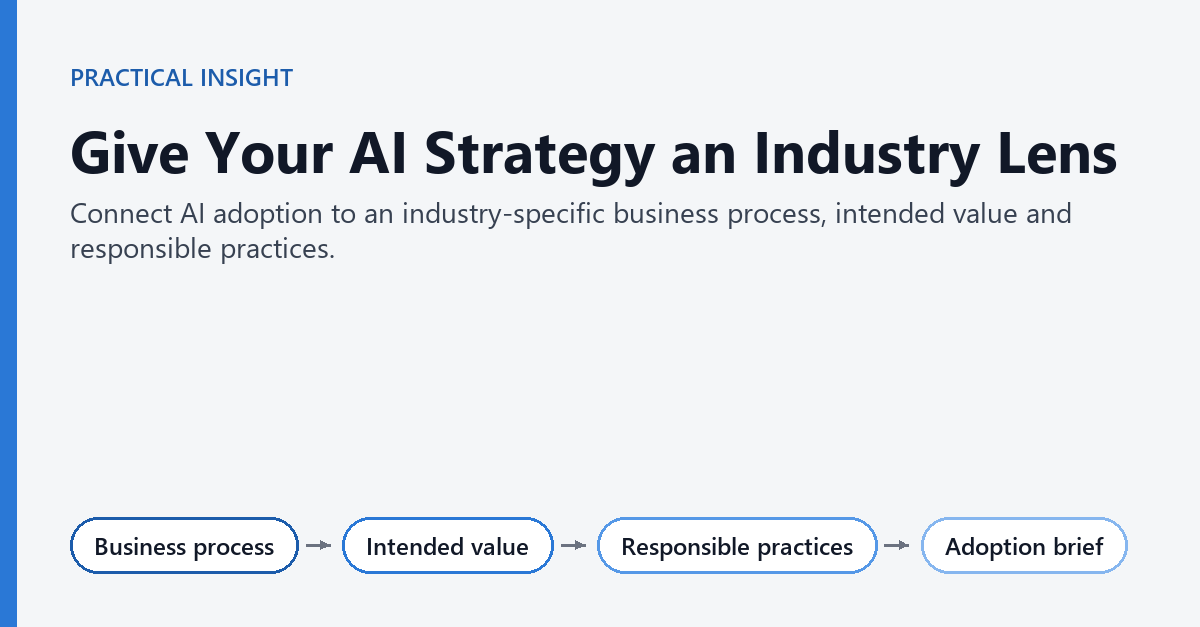 PRACTICAL INSIGHT
Give Your AI Strategy an Industry Lens
Connect AI adoption to an industry-specific business process, intended value and
responsible practices.
Business process
Intended value
Responsible practices
Adoption brief